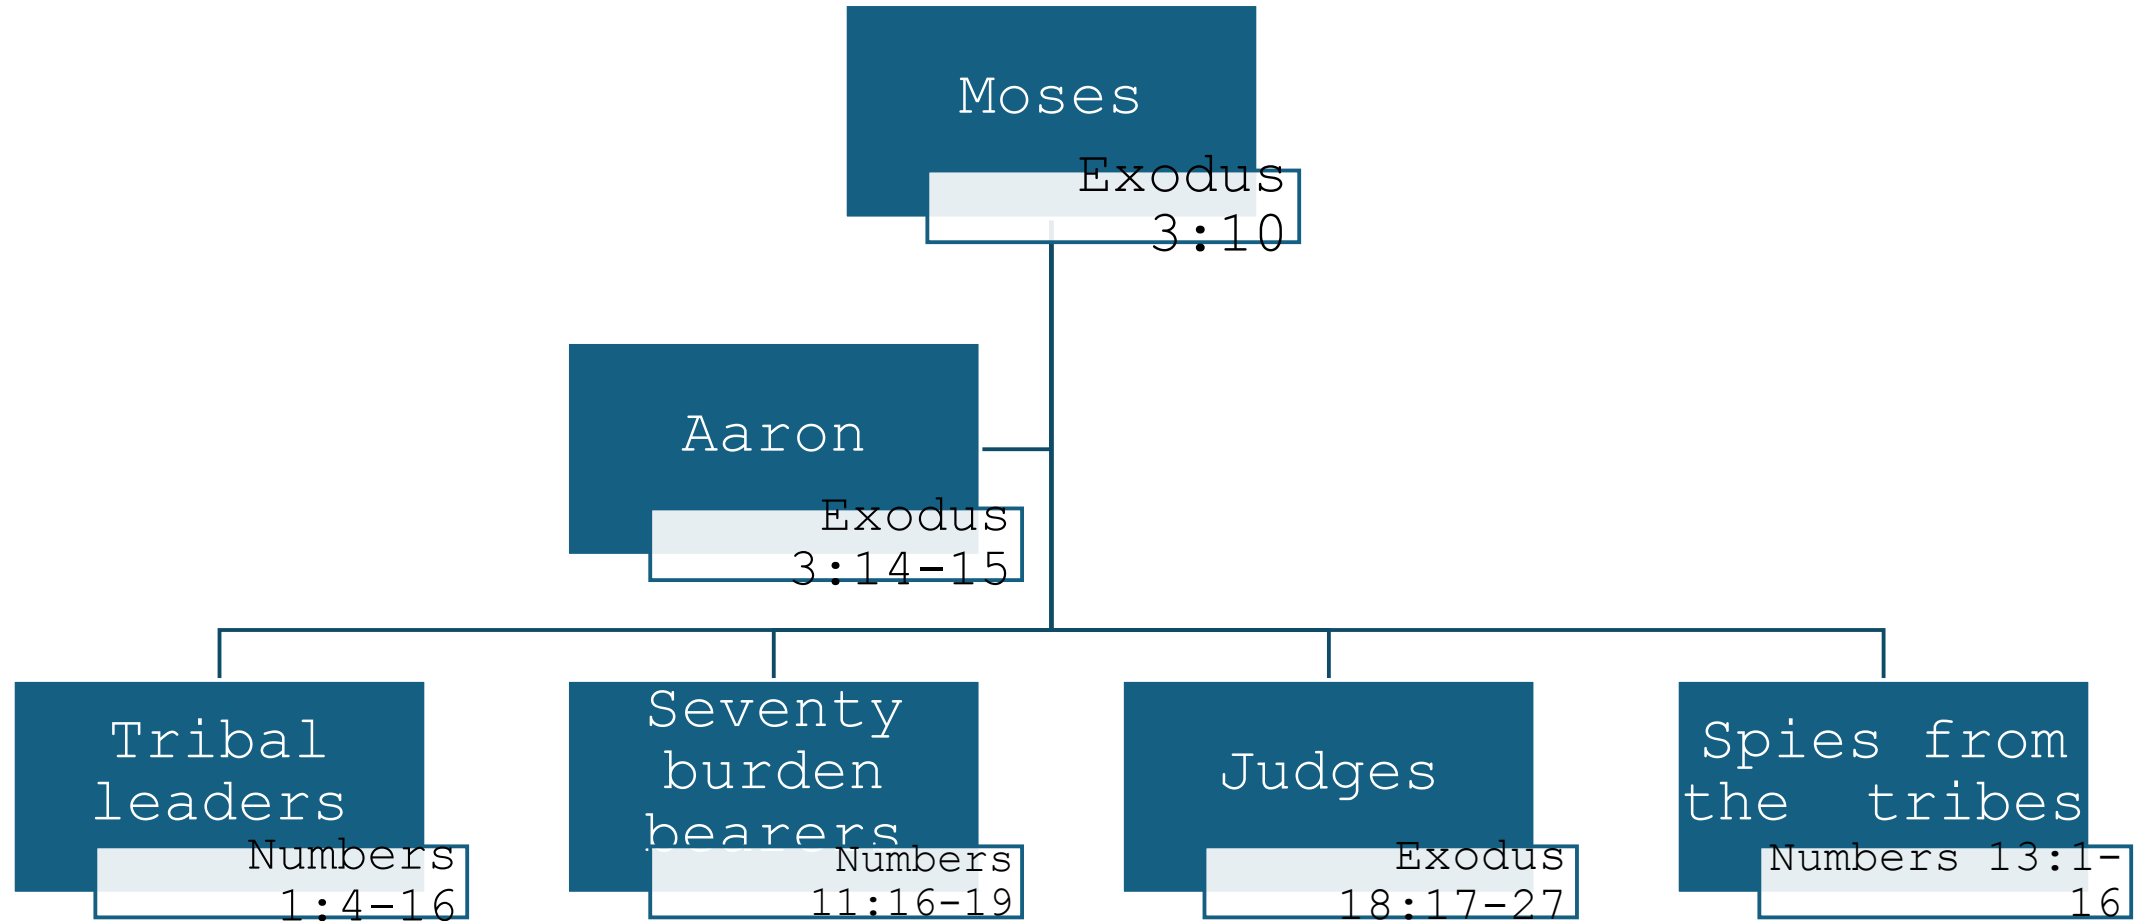 Moses
Exodus
3:10
Aaron
Exodus
3:14-15
Tribal
leaders
Numbers
1:4-16
Seventy
burden
bearers
Numbers
11:16-19
Judges
Exodus
18:17-27
Spies from
the  tribes
Numbers 13:1-
16